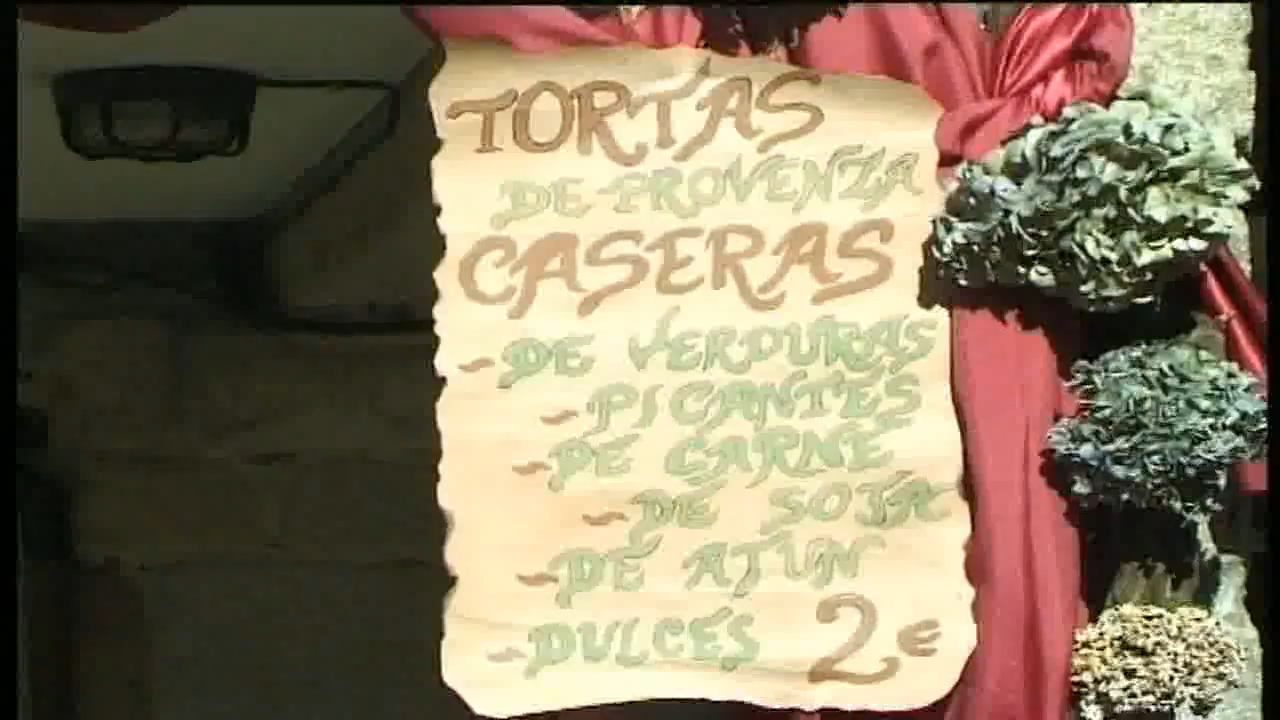 TORTAS
DE PROVENZA
CASERAS
- DE VERDURAS
- PICANTES
- DE CARNE
- DE SOJA
- DE ATUN
- DULCES 2€